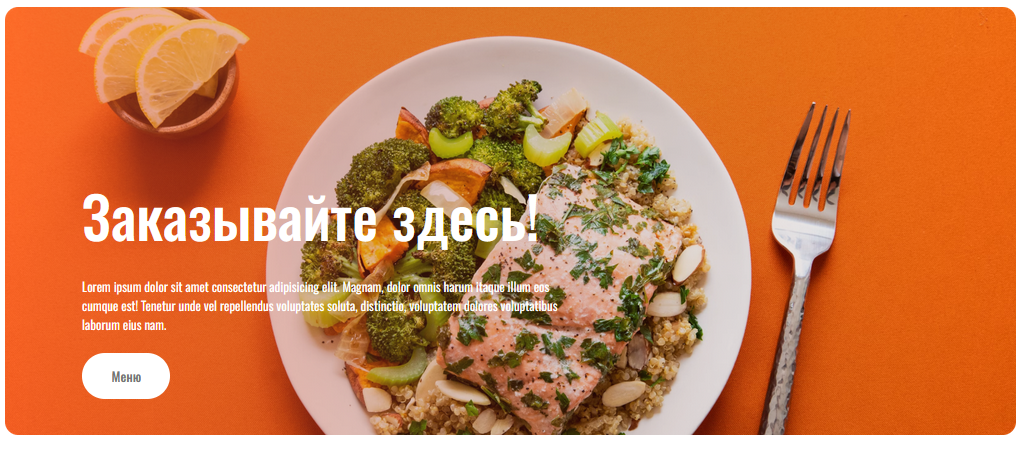 Заказывайте здесь!
Lorem ipsum dolor sit amet consectetur adipisicing elit. Magnam, dolor omnis harum itaque illum eos
cumque est! Tenetur unde vel repellendus voluptates soluta, distinctio, voluptatem dolores voluptatibus
laborum eius nam.
Меню